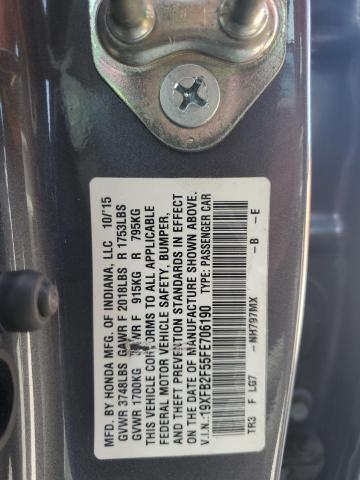 MFD. BY HONDA MFG. OF INDIANA, LLC 10/'15
GVWR 3748LBS GAWR F 2018LBS R 1753LBS
GVWR 1700KG F 915KG R 795KG
THIS VEHICLE CONFORMS TO ALL APPLICABLE
FEDERAL MOTOR VEHICLE SAFETY, BUMPER,
AND THEFT PREVENTION STANDARDS IN EFFECT
ON THE DATE OF MANUFACTURE SHOWN ABOVE.
V.I.N.:19XFB2F55FF706190 TYPE: PASSENGER CAR
TR3 F LG7 -NH797MX -B -E